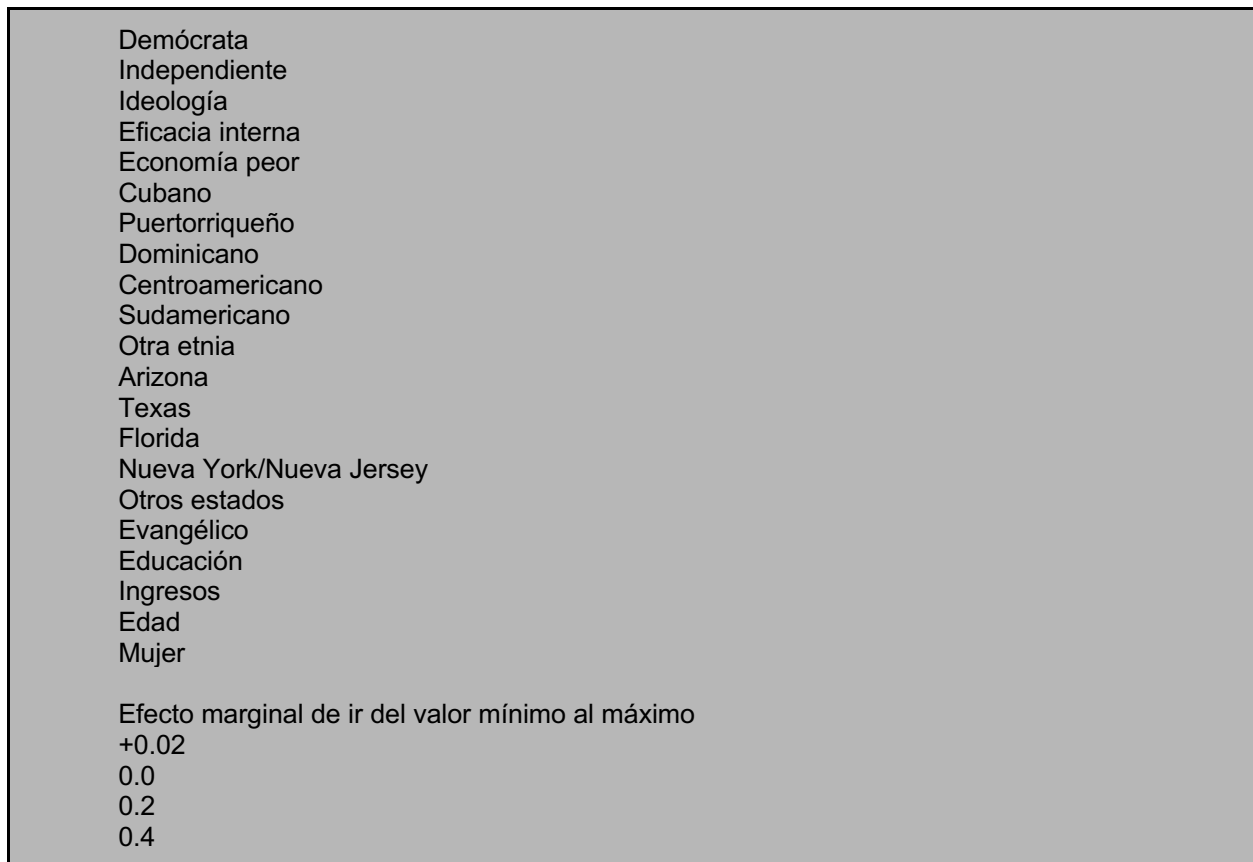 Demócrata
Independiente
Ideología
Eficacia interna
Economía peor
Cubano
Puertorriqueño
Dominicano
Centroamericano
Sudamericano
Otra etnia
Arizona
Texas
Florida
Nueva York/Nueva Jersey
Otros estados
Evangélico
Educación
Ingresos
Edad
Mujer
Efecto marginal de ir del valor mínimo al máximo
+0.02
0.0
0.2
0.4